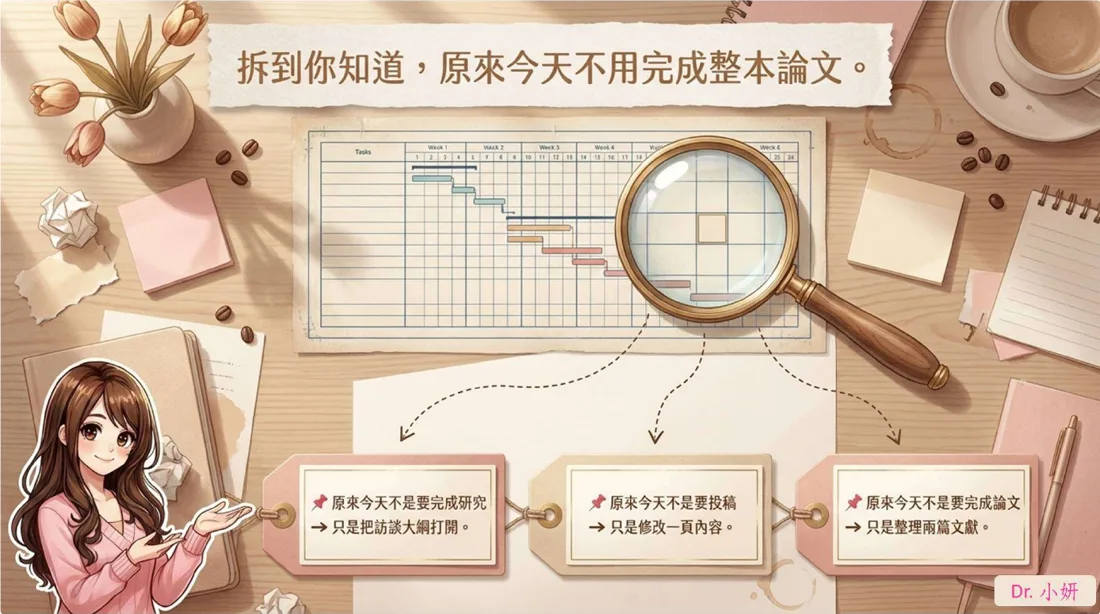 拆到你知道，原來今天不用完成整本論文。
Tasks
Week 1
Week 2
Week 3
Week 4
Week 6
1 2 3 4 5 7 8 9 10 11 12 13 15 16 17 18
25 24
📌 原來今天不是要完成研究
→ 只是把訪談大綱打開。
📌 原來今天不是要投稿
→ 只是修改一頁內容。
📌 原來今天不是要完成論文
→ 只是整理兩篇文獻。
Dr. 小妍